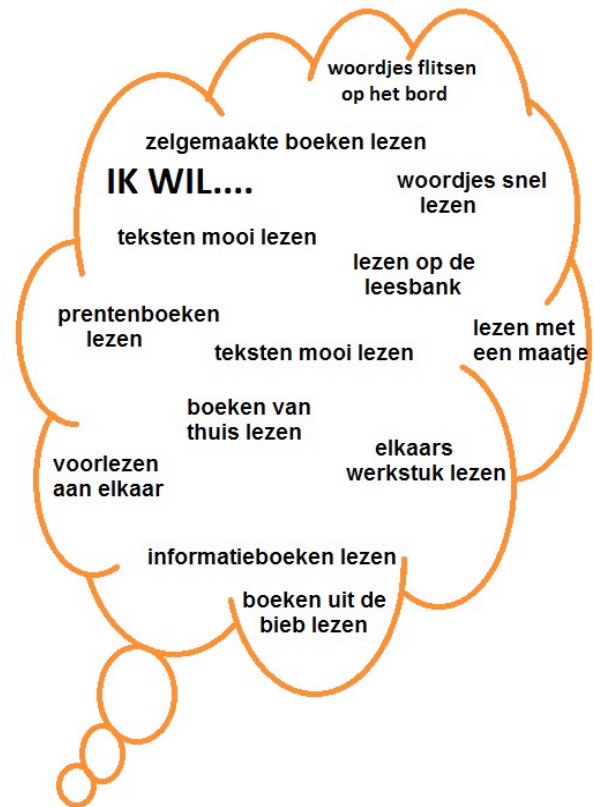 woordjes flitsen
op het bord
zelgemaakte boeken lezen
IK WIL....
woordjes snel
lezen
teksten mooi lezen
lezen op de
leesbank
prentenboeken
lezen
lezen met
een maatje
teksten mooi lezen
boeken van
thuis lezen
elkaars
werkstuk lezen
voorlezen
aan elkaar
informatieboeken lezen
boeken uit de
bieb lezen